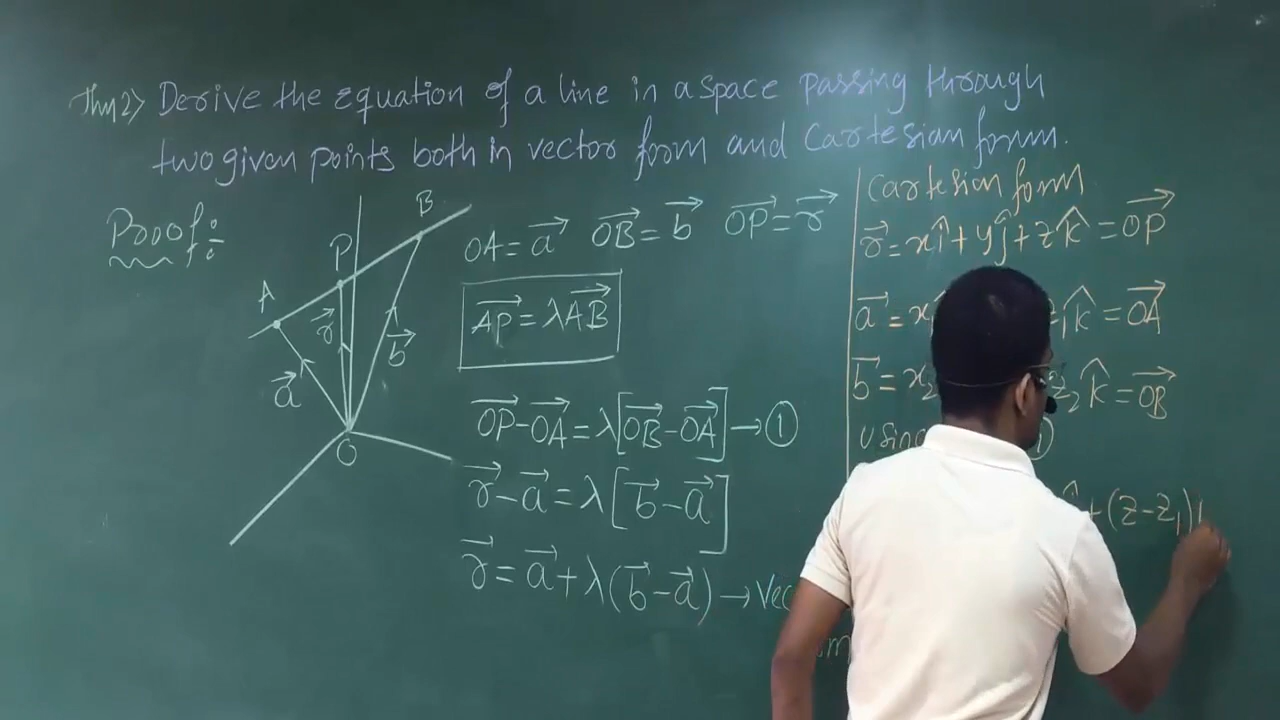 Thm 2> Derive the Equation of a line in a space passing through
two given points both in vector form and Cartesian form.
Proof:
A
P
B
r⃗
a⃗
b⃗
O
OA = a⃗ OB⃗ = b⃗ OP⃗ = r⃗
AP⃗ = λAB⃗
OP⃗ - OA⃗ = λ[OB⃗ - OA⃗] → ①
r⃗ - a⃗ = λ[b⃗ - a⃗]
r⃗ = a⃗ + λ(b⃗ - a⃗) → Vec
Cartesian form
r⃗ = xî + yĵ + zk̂ = OP⃗
a⃗ = x k̂ = OA⃗
b⃗ = x₂ z₂k̂ = OB⃗
+ (z - z₁)